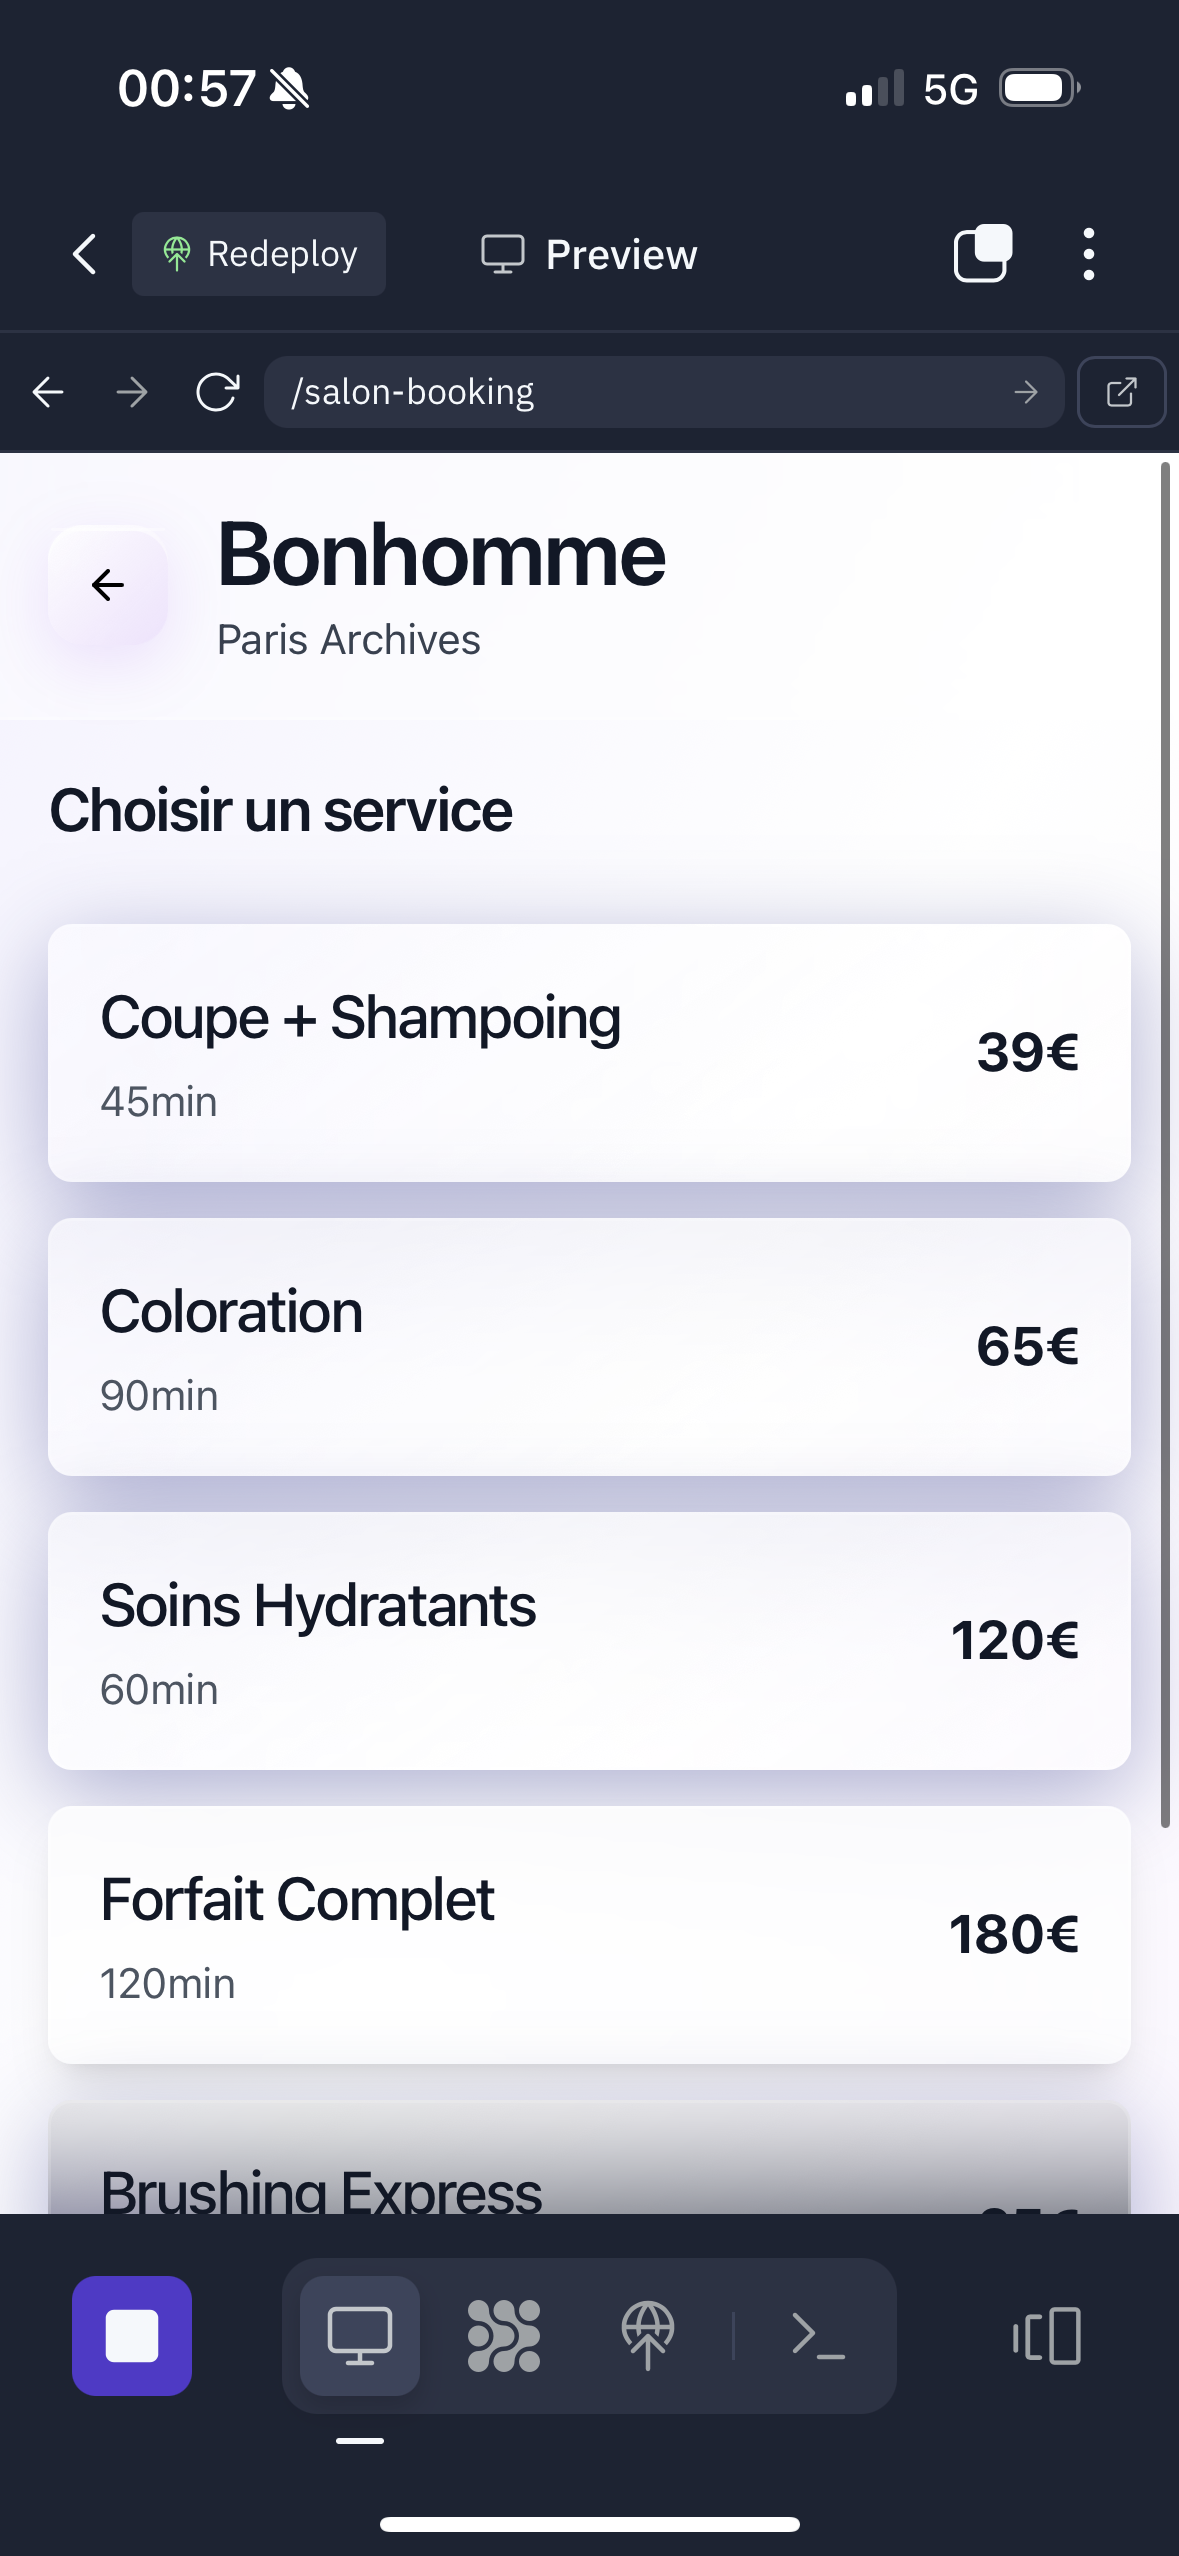 00:57
5G
Redeploy
Preview
/salon-booking
Bonhomme
Paris Archives
Choisir un service
Coupe + Shampoing
39€
45min
Coloration
65€
90min
Soins Hydratants
120€
60min
Forfait Complet
180€
120min
Brushing Express